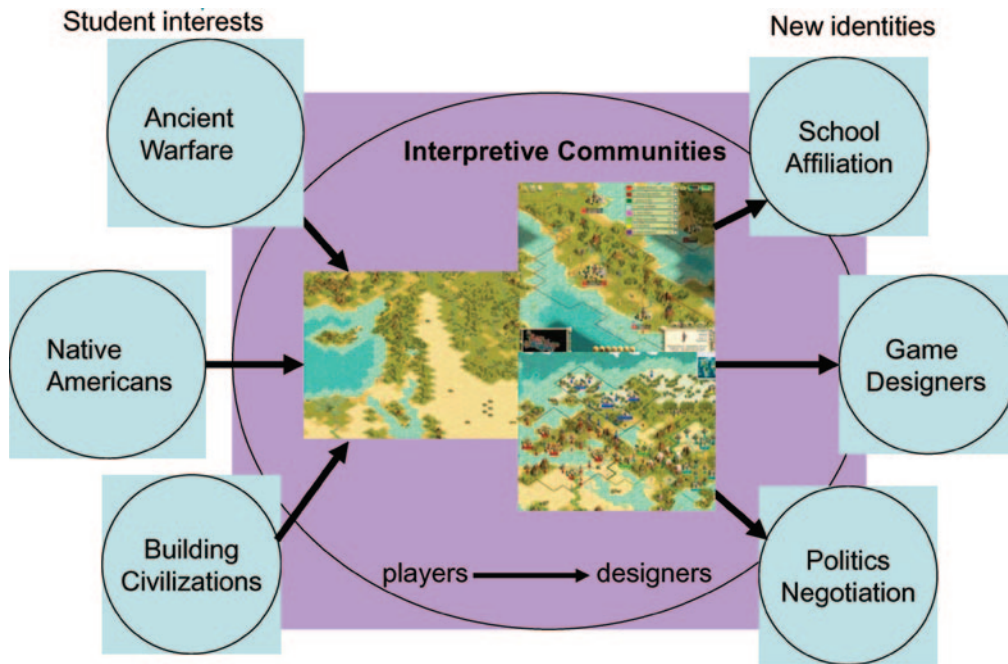 Student interests
New identities
Ancient
Warfare
School
Affiliation
Interpretive Communities
Native
Americans
Game
Designers
Building
Civilizations
Politics
Negotiation
players
designers